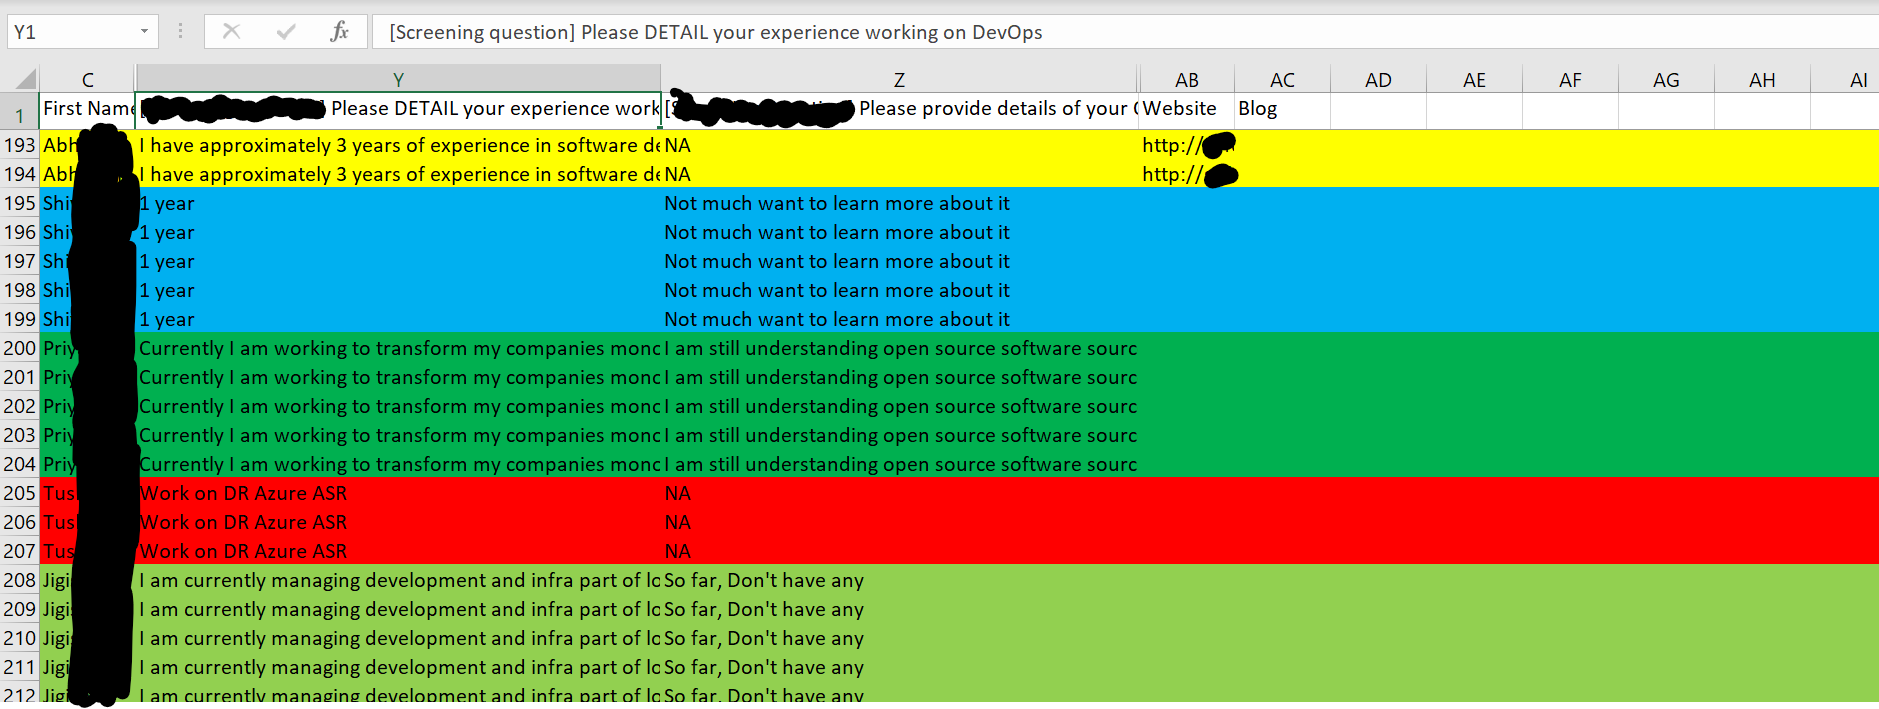 Y1 fx [Screening question] Please DETAIL your experience working on DevOps
C Y Z AB AC AD AE AF AG AH AI
1 First Name [ ] Please DETAIL your experience work [S Please provide details of your Website Blog
193 Abh I have approximately 3 years of experience in software de NA http://
194 Abh I have approximately 3 years of experience in software de NA http://
195 Shi 1 year Not much want to learn more about it
196 Shi 1 year Not much want to learn more about it
197 Shi 1 year Not much want to learn more about it
198 Shi 1 year Not much want to learn more about it
199 Shi 1 year Not much want to learn more about it
200 Priy Currently I am working to transform my companies mono I am still understanding open source software sourc
201 Priy Currently I am working to transform my companies mono I am still understanding open source software sourc
202 Priy Currently I am working to transform my companies mono I am still understanding open source software sourc
203 Priy Currently I am working to transform my companies mono I am still understanding open source software sourc
204 Priy Currently I am working to transform my companies mono I am still understanding open source software sourc
205 Tus Work on DR Azure ASR NA
206 Tus Work on DR Azure ASR NA
207 Tus Work on DR Azure ASR NA
208 Jigi I am currently managing development and infra part of lo So far, Don't have any
209 Jigi I am currently managing development and infra part of lo So far, Don't have any
210 Jigi I am currently managing development and infra part of lo So far, Don't have any
211 Jigi I am currently managing development and infra part of lo So far, Don't have any
212 Jigi I am currently managing development and infra part of lo So far, Don't have any